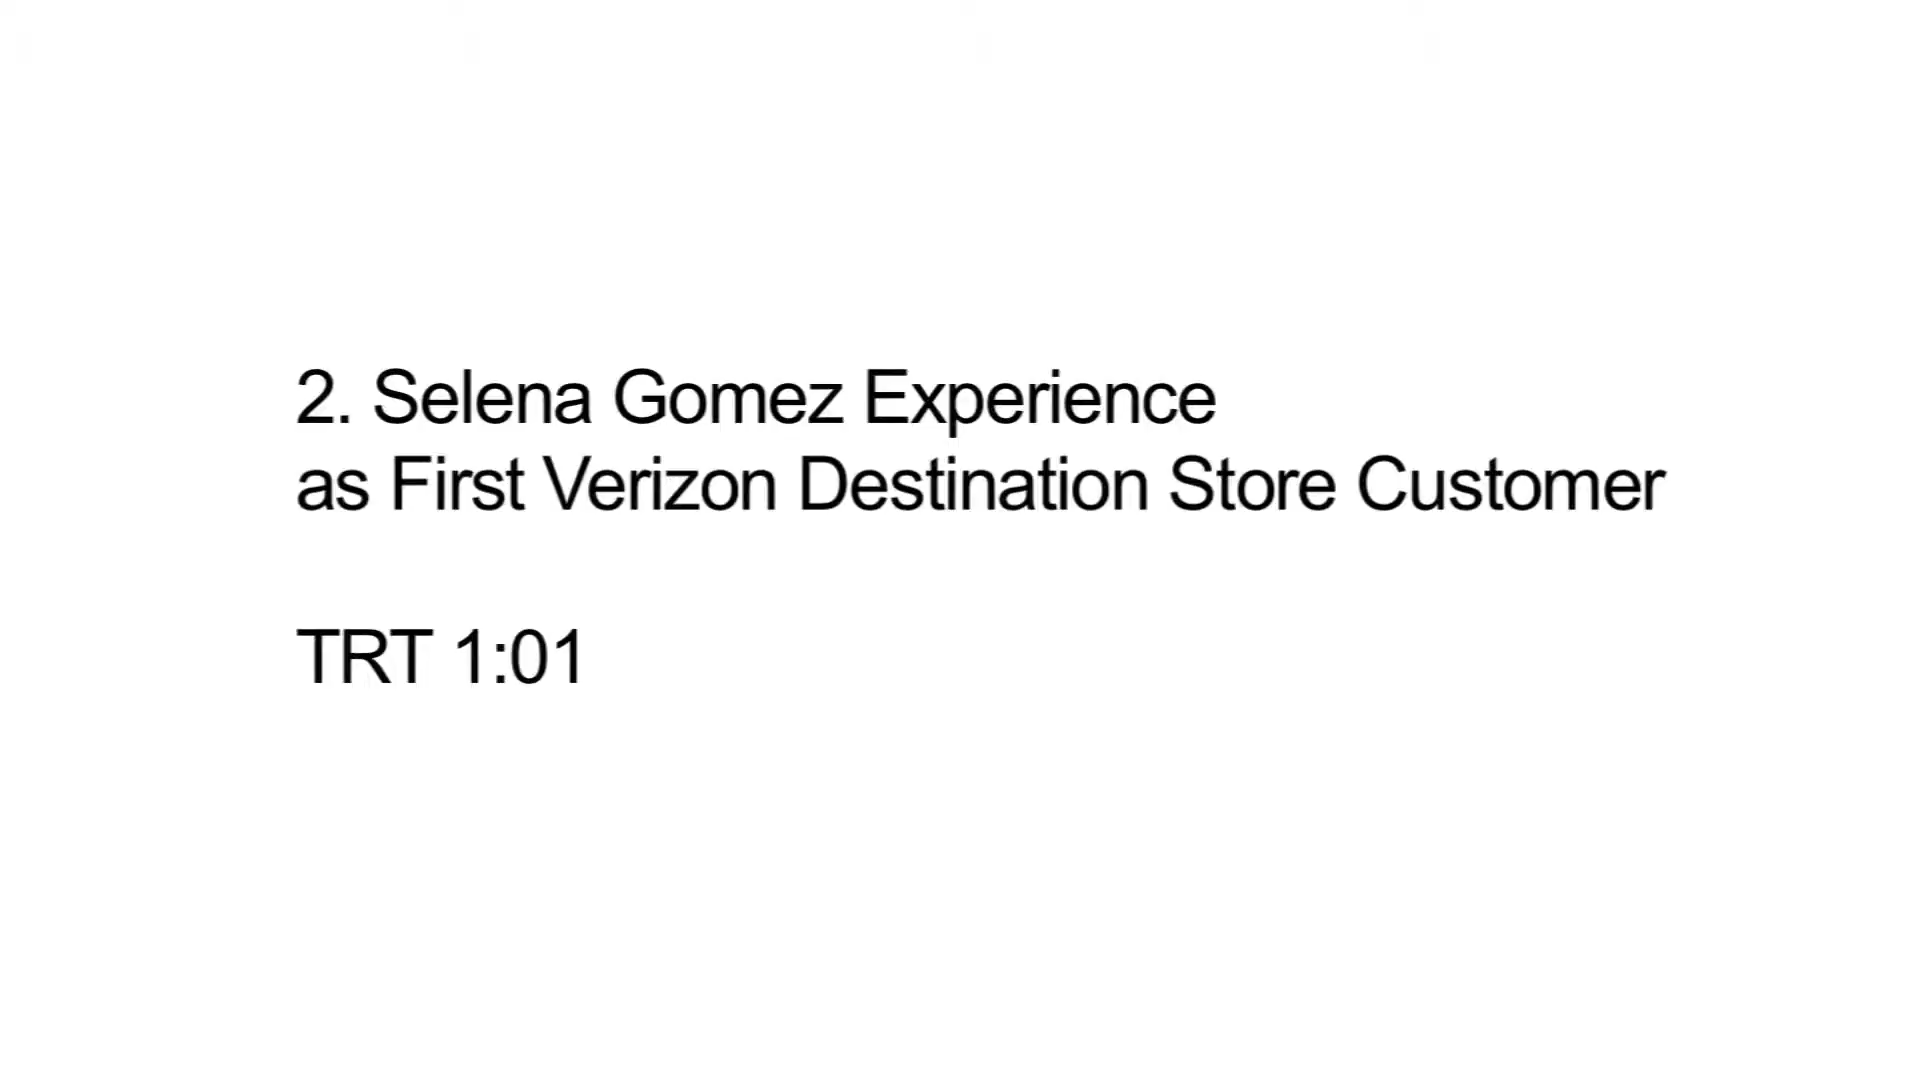 2. Selena Gomez Experience
as First Verizon Destination Store Customer
TRT 1:01